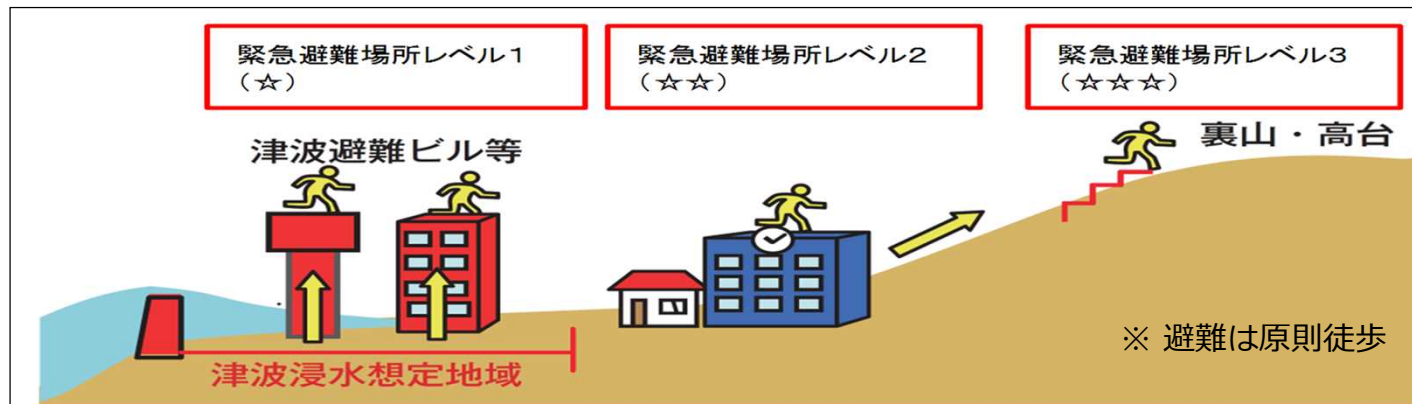 緊急避難場所レベル1
(☆)
緊急避難場所レベル2
(☆☆)
緊急避難場所レベル3
(☆☆☆)
津波避難ビル等
裏山・高台
※ 避難は原則徒歩
津波浸水想定地域